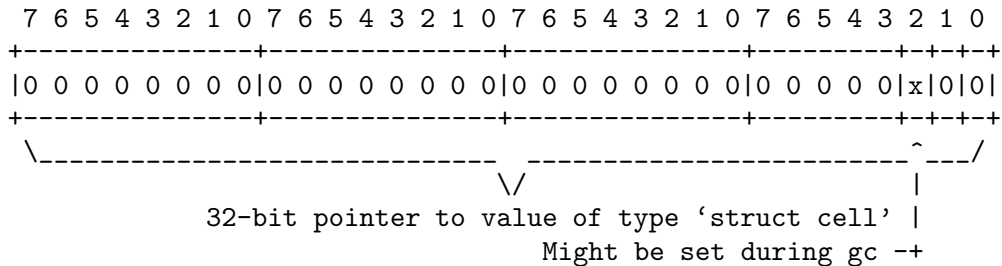 7 6 5 4 3 2 1 0 7 6 5 4 3 2 1 0 7 6 5 4 3 2 1 0 7 6 5 4 3 2 1 0
+---------------+---------------+---------------+---------+-+-+-+
|0 0 0 0 0 0 0 0|0 0 0 0 0 0 0 0|0 0 0 0 0 0 0 0|0 0 0 0 0|x|0|0|
+---------------+---------------+---------------+---------+-+-+-+
 \______________________________ _________________________^___/
                                \/                         |
             32-bit pointer to value of type ‘struct cell’ |
                                   Might be set during gc -+